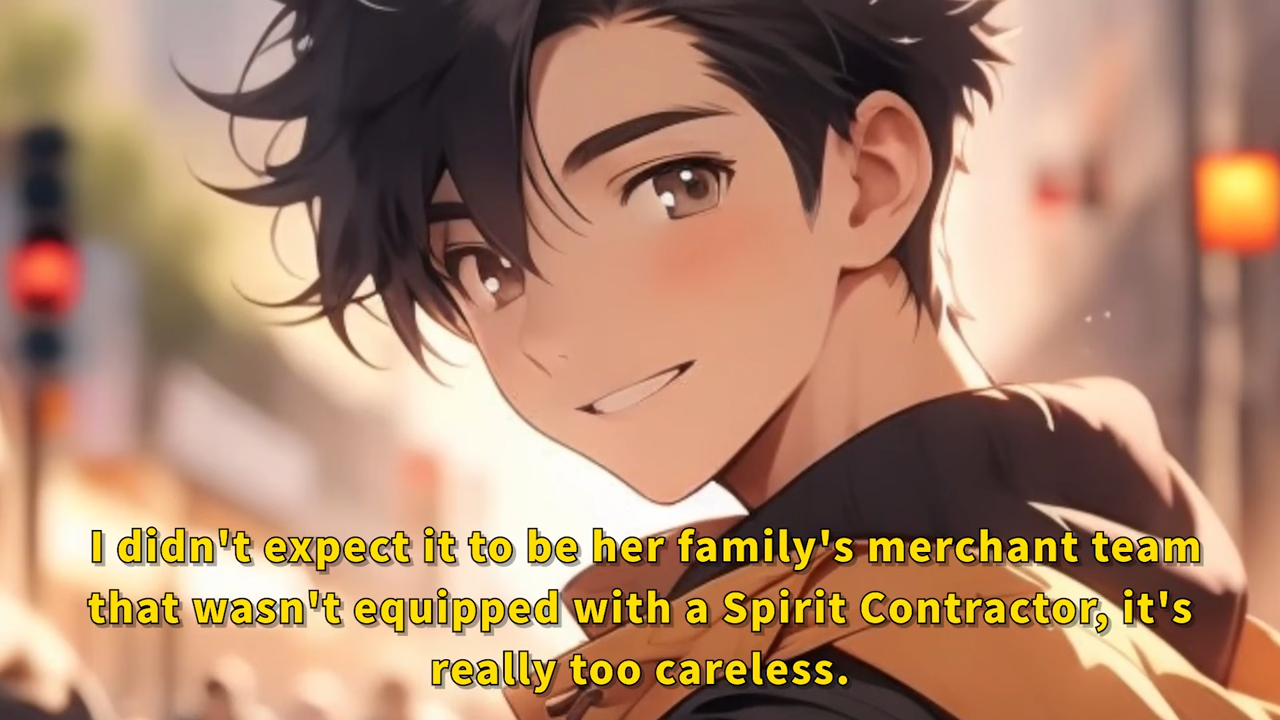 I didn't expect it to be her family's merchant team
that wasn't equipped with a Spirit Contractor, it's
really too careless.